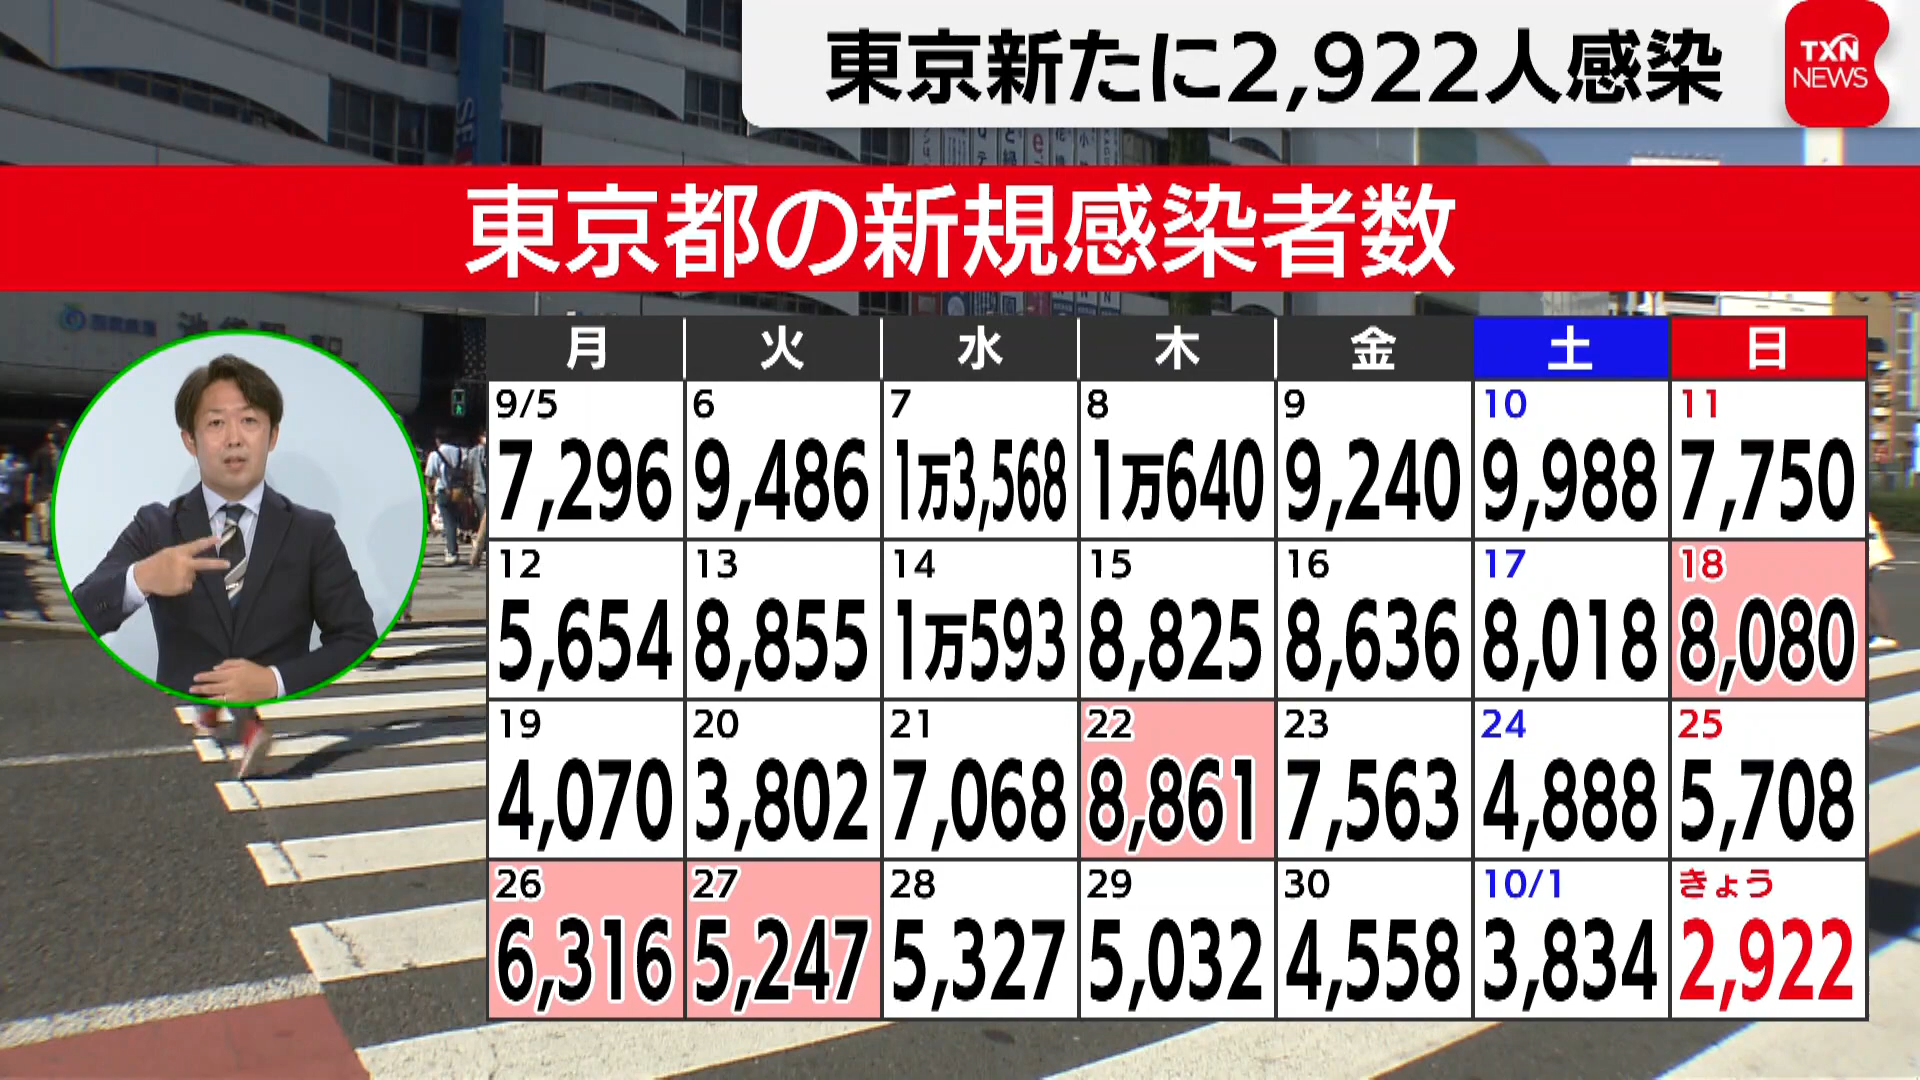 東京新たに2,922人感染
TXN
NEWS
東京都の新規感染者数
月 火 水 木 金 土 日
9/5 6 7 8 9 10 11
7,296 9,486 1万3,568 1万640 9,240 9,988 7,750
12 13 14 15 16 17 18
5,654 8,855 1万593 8,825 8,636 8,018 8,080
19 20 21 22 23 24 25
4,070 3,802 7,068 8,861 7,563 4,888 5,708
26 27 28 29 30 10/1 きょう
6,316 5,247 5,327 5,032 4,558 3,834 2,922